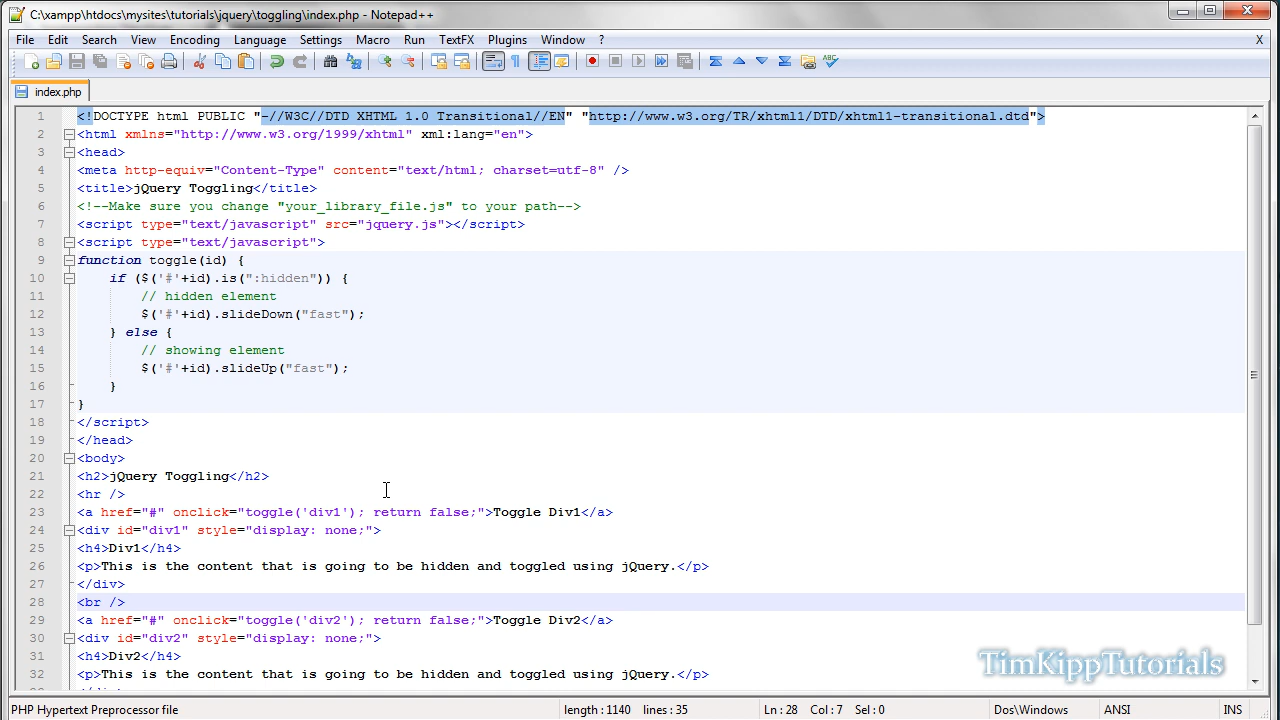 C:\xampp\htdocs\mysites\tutorials\jquery\toggling\index.php - Notepad++
File Edit Search View Encoding Language Settings Macro Run TextFX Plugins Window ? X
index.php
1 <!DOCTYPE html PUBLIC "-//W3C//DTD XHTML 1.0 Transitional//EN" "http://www.w3.org/TR/xhtml1/DTD/xhtml1-transitional.dtd">
2 <html xmlns="http://www.w3.org/1999/xhtml" xml:lang="en">
3 <head>
4 <meta http-equiv="Content-Type" content="text/html; charset=utf-8" />
5 <title>jQuery Toggling</title>
6 <!--Make sure you change "your_library_file.js" to your path-->
7 <script type="text/javascript" src="jquery.js"></script>
8 <script type="text/javascript">
9 function toggle(id) {
10 if ($('#'+id).is(":hidden")) {
11 // hidden element
12 $('#'+id).slideDown("fast");
13 } else {
14 // showing element
15 $('#'+id).slideUp("fast");
16 }
17 }
18 </script>
19 </head>
20 <body>
21 <h2>jQuery Toggling</h2>
22 <hr />
23 <a href="#" onclick="toggle('div1'); return false;">Toggle Div1</a>
24 <div id="div1" style="display: none;">
25 <h4>Div1</h4>
26 <p>This is the content that is going to be hidden and toggled using jQuery.</p>
27 </div>
28 <br />
29 <a href="#" onclick="toggle('div2'); return false;">Toggle Div2</a>
30 <div id="div2" style="display: none;">
31 <h4>Div2</h4>
32 <p>This is the content that is going to be hidden and toggled using jQuery.</p>
TimKippTutorials
PHP Hypertext Preprocessor file length : 1140 lines : 35 Ln : 28 Col : 7 Sel : 0 Dos\Windows ANSI INS